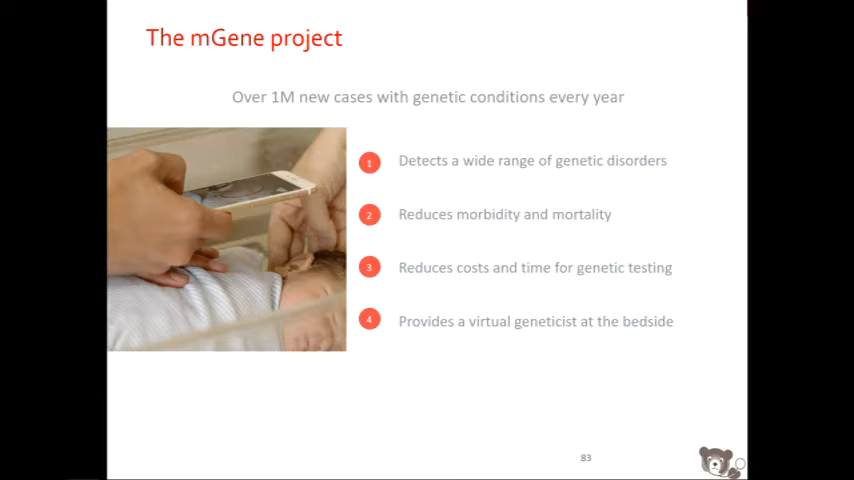 The mGene project
Over 1M new cases with genetic conditions every year
1 Detects a wide range of genetic disorders
2 Reduces morbidity and mortality
3 Reduces costs and time for genetic testing
4 Provides a virtual geneticist at the bedside
83